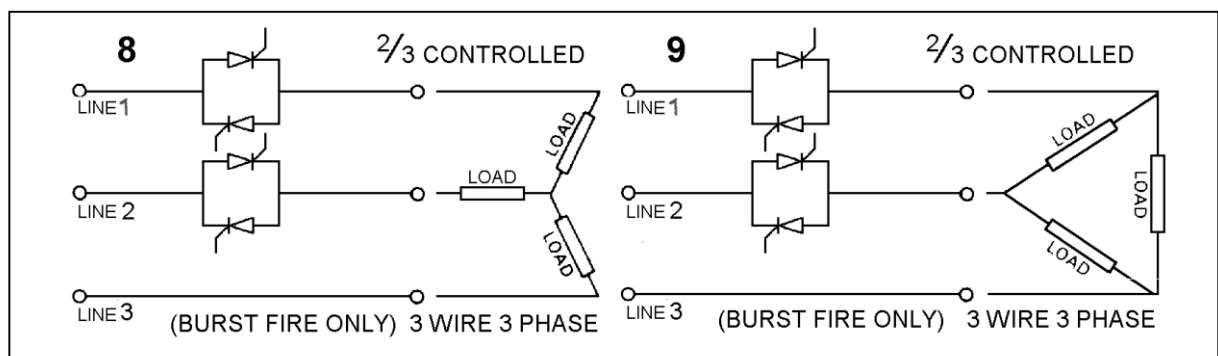 8
2/3 CONTROLLED
LINE 1
LOAD
LINE 2
LOAD
LOAD
LINE 3
(BURST FIRE ONLY) 3 WIRE 3 PHASE
9
2/3 CONTROLLED
LINE 1
LOAD
LINE 2
LOAD
LOAD
LINE 3
(BURST FIRE ONLY) 3 WIRE 3 PHASE